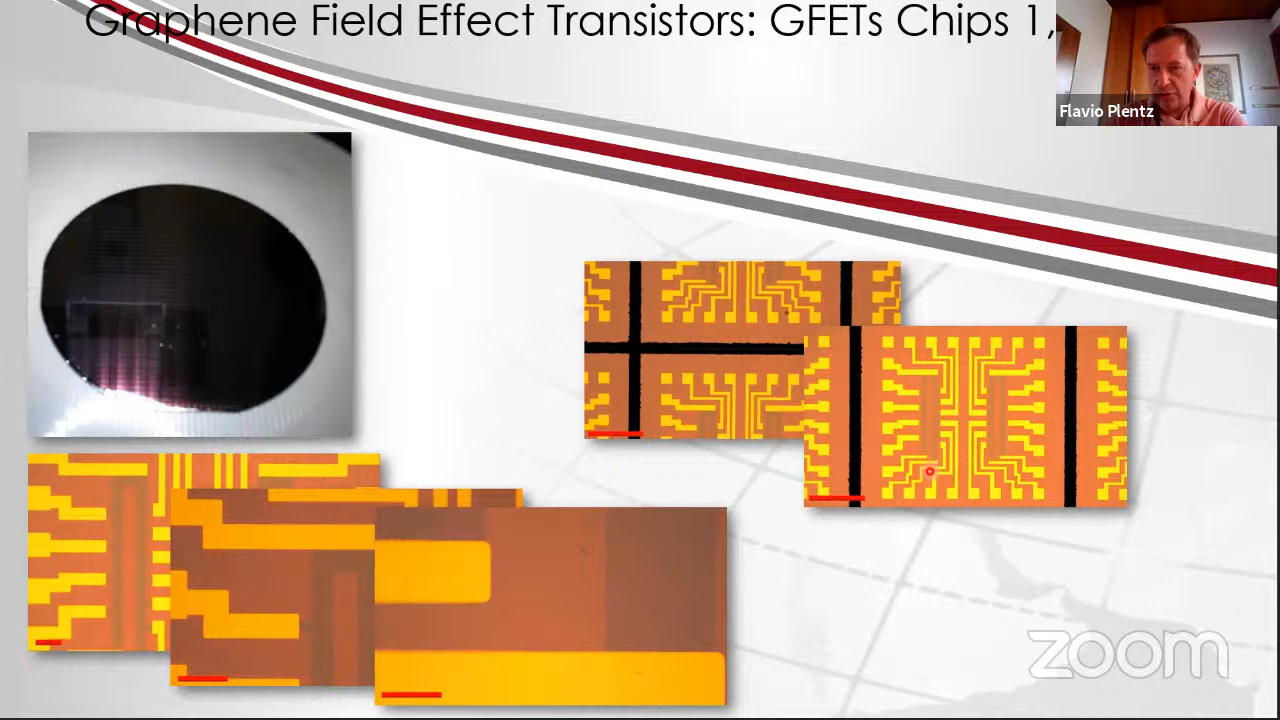 Graphene Field Effect Transistors: GFETs Chips 1,
Flavio Plentz
zoom